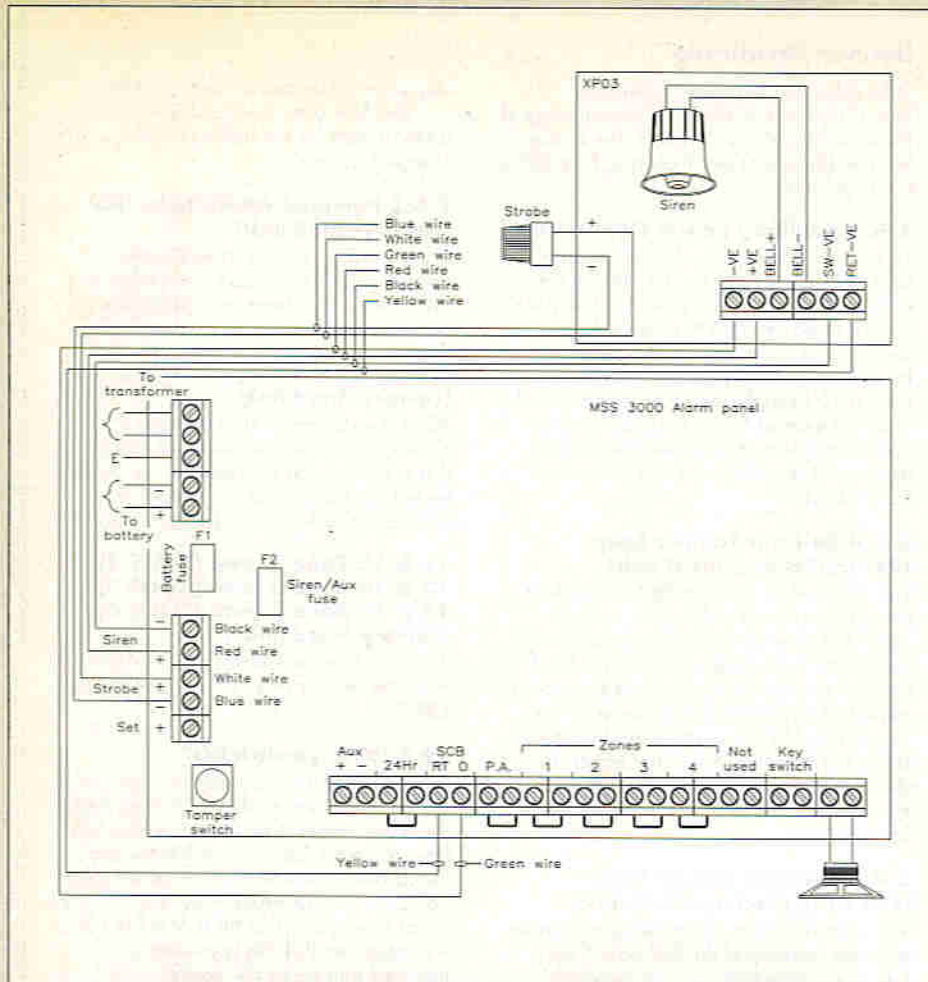 XP03
Siren
Strobe
+
−
−VE
+VE
BELL+
BELL−
SW−VE
RET−VE
Blue wire
White wire
Green wire
Red wire
Black wire
Yellow wire
To
transformer
E
−
+
To
battery
MSS 3000 Alarm panel
F1
Battery
fuse
F2
Siren/Aux
fuse
−
Black wire
Siren
+
Red wire
+
White wire
Strobe
−
Blue wire
Set +
Tamper
switch
Aux
+ −
24Hr
SCB
RT 0
P.A.
Zones
1 2 3 4
Not
used
Key
switch
Yellow wire
Green wire